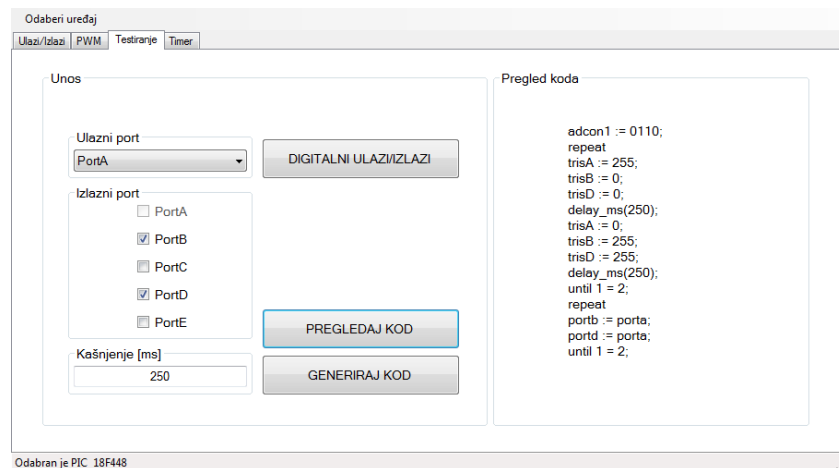 Odaberi uređaj
Ulazi/Izlazi PWM Testiranje Timer
Unos
Ulazni port
PortA
DIGITALNI ULAZI/IZLAZI
Izlazni port
PortA
PortB
PortC
PortD
PortE
PREGLEDAJ KOD
Kašnjenje [ms]
250
GENERIRAJ KOD
Pregled koda
adcon1 := 0110;
repeat
trisA := 255;
trisB := 0;
trisD := 0;
delay_ms(250);
trisA := 0;
trisB := 255;
trisD := 255;
delay_ms(250);
until 1 = 2;
repeat
portb := porta;
portd := porta;
until 1 = 2;
Odabran je PIC 18F448